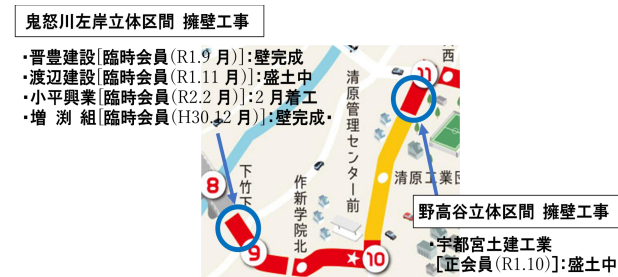 鬼怒川左岸立体区間 擁壁工事
・晋豊建設[臨時会員(R1.9 月)]:壁完成
・渡辺建設[臨時会員(R1.11 月)]:盛土中
・小平興業[臨時会員(R2.2 月)]:2 月着工
・増 渕 組[臨時会員(H30.12 月)]:壁完成・
西
11
清原管理センター前
清原工業団
8
下竹下
作新学院北
9
10
野高谷立体区間 擁壁工事
・宇都宮土建工業
[正会員(R1.10)]:盛土中